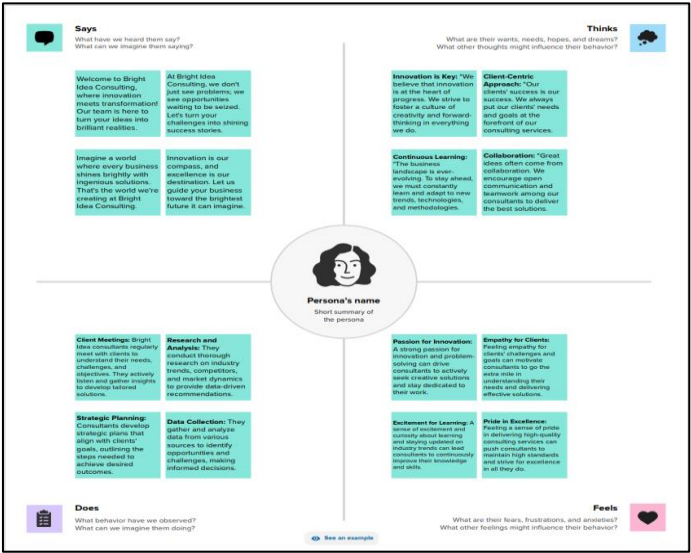 Says
What have we heard them say?
What can we imagine them saying?
Thinks
What are their wants, needs, hopes, and dreams?
What other thoughts might influence their behavior?
Welcome to Bright
Idea Consulting,
where innovation
meets transformation!
Our team is here to
turn your ideas into
brilliant realities.
At Bright Idea
Consulting, we don't
just see problems; we
see opportunities
waiting to be seized.
Let's turn your
challenges into shining
success stories.
Imagine a world
where every business
shines brightly with
ingenious solutions.
That's the world we're
creating at Bright
Idea Consulting.
Innovation is our
compass, and
excellence is our
destination. Let us
guide your business
toward the brightest
future it can imagine.
Innovation is Key: "We
believe that innovation
is at the heart of
progress. We strive to
foster a culture of
creativity and forward-
thinking in everything
we do.
Client-Centric
Approach: "Our
clients' success is our
success. We always
put our clients' needs
and goals at the
forefront of our
consulting services.
Continuous Learning:
"The business
landscape is ever-
evolving. To stay ahead,
we must constantly
learn and adapt to new
trends, technologies,
and methodologies.
Collaboration: "Great
ideas often come from
collaboration. We
encourage open
communication and
teamwork among our
consultants to deliver
the best solutions.
Persona's name
Short summary of
the persona
Client Meetings: Bright
Idea consultants regularly
meet with clients to
understand their needs,
challenges, and
objectives. They actively
listen and gather insights
to develop tailored
solutions.
Research and
Analysis: They
conduct thorough
research on industry
trends, competitors,
and market dynamics
to provide data-driven
recommendations.
Strategic Planning:
Consultants develop
strategic plans that
align with clients'
goals, outlining the
steps needed to
achieve desired
outcomes.
Data Collection: They
gather and analyze
data from various
sources to identify
opportunities and
challenges, making
informed decisions.
Passion for Innovation:
A strong passion for
innovation and problem-
solving can drive
consultants to actively
seek creative solutions
and stay dedicated to
their work.
Empathy for Clients:
Feeling empathy for
clients' challenges and
goals can motivate
consultants to go the
extra mile in
understanding their
needs and delivering
effective solutions.
Excitement for Learning: A
sense of excitement and
curiosity about learning
and staying updated on
industry trends can lead
consultants to continuously
improve their knowledge
and skills.
Pride in Excellence:
Feeling a sense of pride
in delivering high-quality
consulting services can
push consultants to
maintain high standards
and strive for excellence
in all they do.
Does
What behavior have we observed?
What can we imagine them doing?
Feels
What are their fears, frustrations, and anxieties?
What other feelings might influence their behavior?
See an example